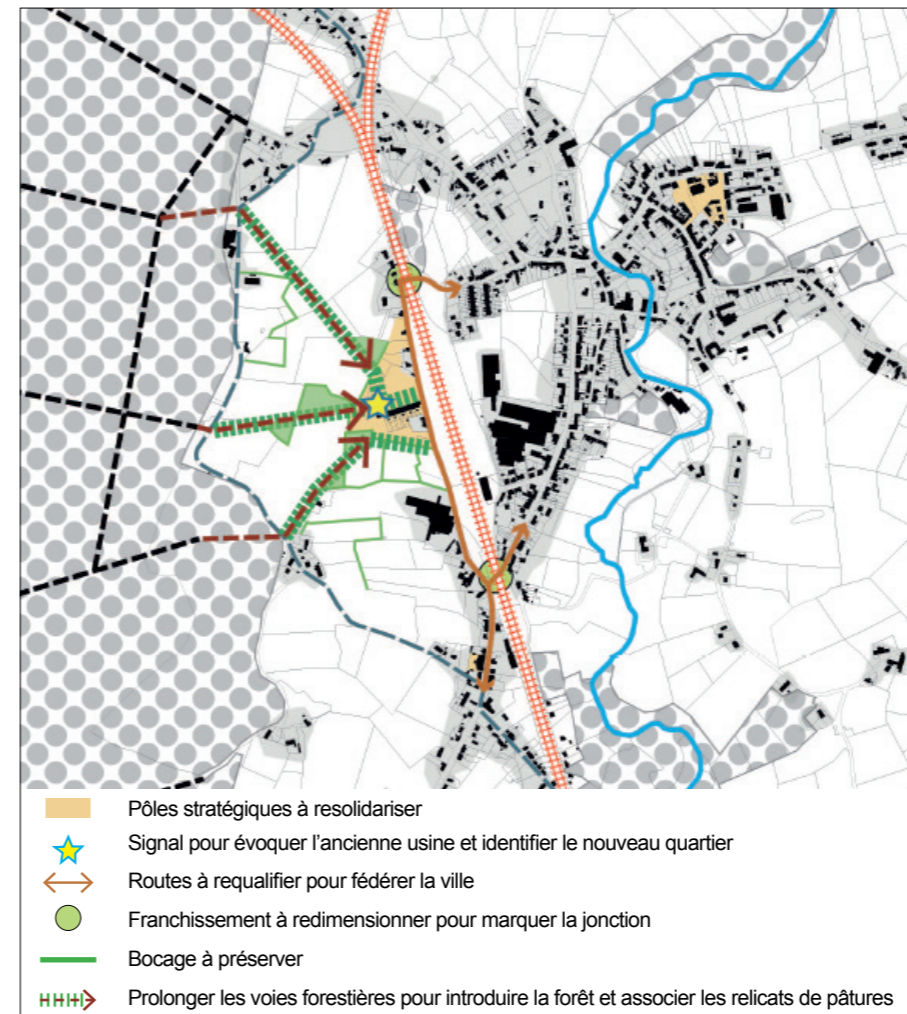 Pôles stratégiques à resolidariser
Signal pour évoquer l'ancienne usine et identifier le nouveau quartier
Routes à requalifier pour fédérer la ville
Franchissement à redimensionner pour marquer la jonction
Bocage à préserver
Prolonger les voies forestières pour introduire la forêt et associer les relicats de pâtures